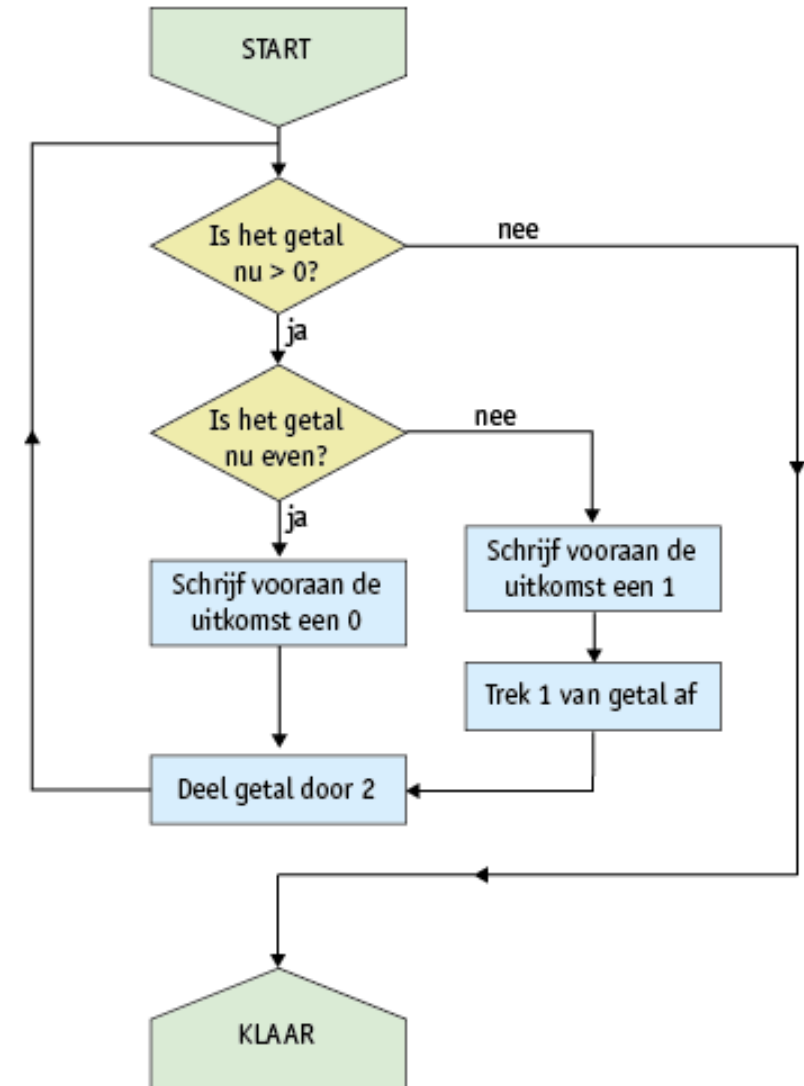 START
Is het getal
nu > 0?
nee
ja
Is het getal
nu even?
nee
ja
Schrijf vooraan de
uitkomst een 0
Schrijf vooraan de
uitkomst een 1
Trek 1 van getal af
Deel getal door 2
KLAAR